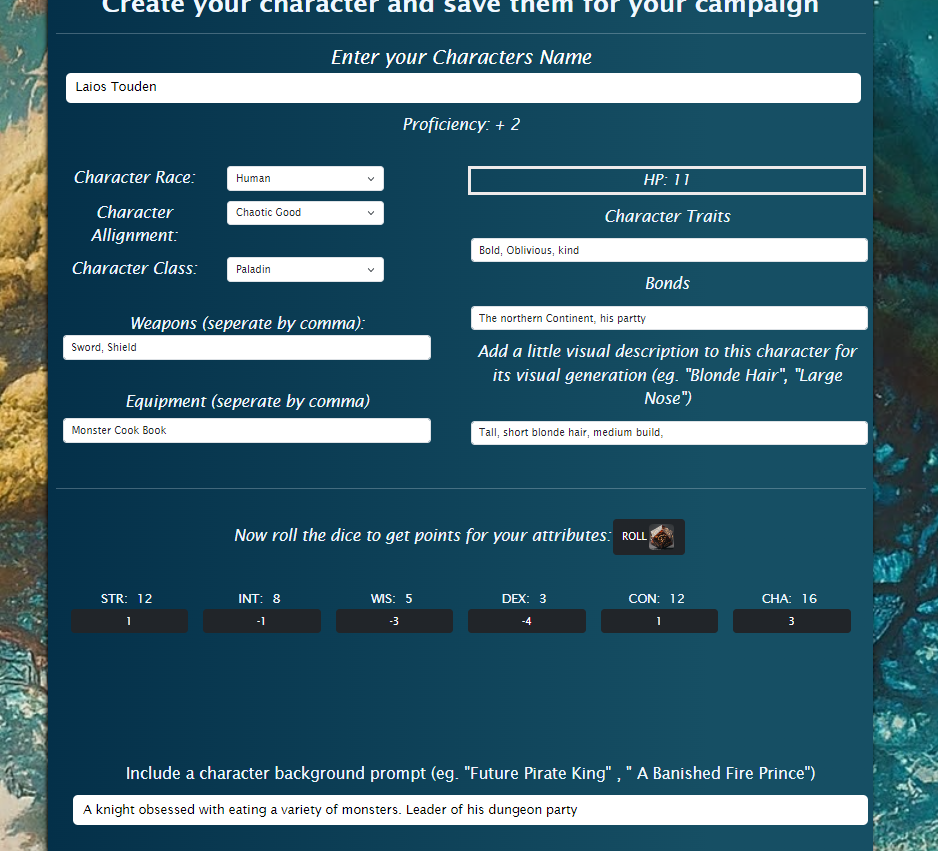 Create your character and save them for your campaign
Enter your Characters Name
Laios Touden
Proficiency: + 2
Character Race:
Human
Character
Allignment:
Chaotic Good
Character Class:
Paladin
Weapons (seperate by comma):
Sword, Shield
Equipment (seperate by comma)
Monster Cook Book
HP: 11
Character Traits
Bold, Oblivious, kind
Bonds
The northern Continent, his partty
Add a little visual description to this character for
its visual generation (eg. "Blonde Hair", "Large
Nose")
Tall, short blonde hair, medium build,
Now roll the dice to get points for your attributes:
ROLL
STR: 12
1
INT: 8
-1
WIS: 5
-3
DEX: 3
-4
CON: 12
1
CHA: 16
3
Include a character background prompt (eg. "Future Pirate King" , " A Banished Fire Prince")
A knight obsessed with eating a variety of monsters. Leader of his dungeon party